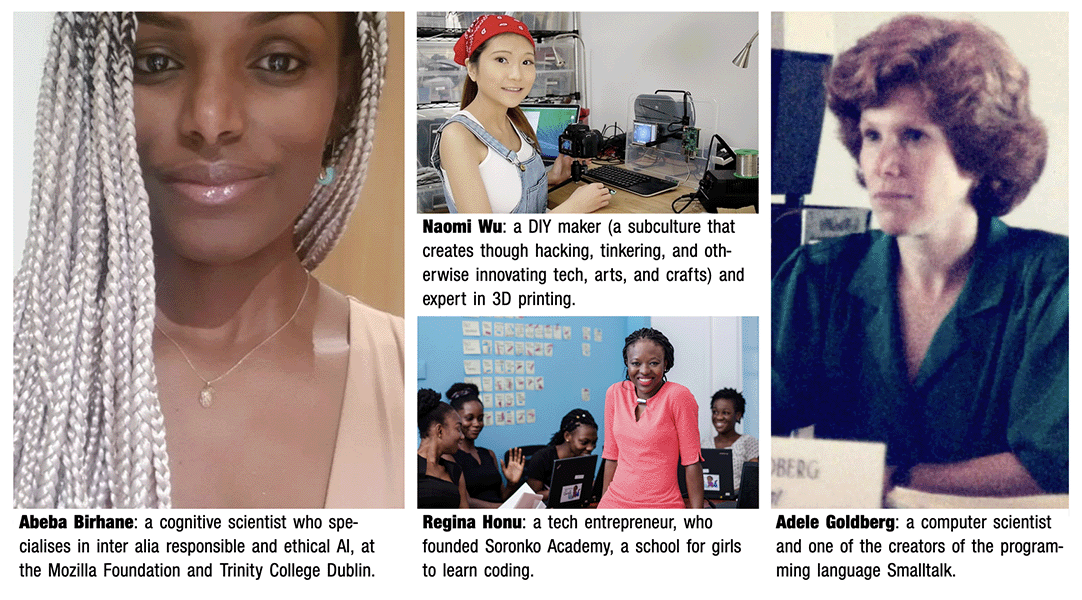 Abeba Birhane: a cognitive scientist who spe-
cialises in inter alia responsible and ethical AI, at
the Mozilla Foundation and Trinity College Dublin.
Naomi Wu: a DIY maker (a subculture that
creates though hacking, tinkering, and oth-
erwise innovating tech, arts, and crafts) and
expert in 3D printing.
Regina Honu: a tech entrepreneur, who
founded Soronko Academy, a school for girls
to learn coding.
DBERG
Adele Goldberg: a computer scientist
and one of the creators of the program-
ming language Smalltalk.